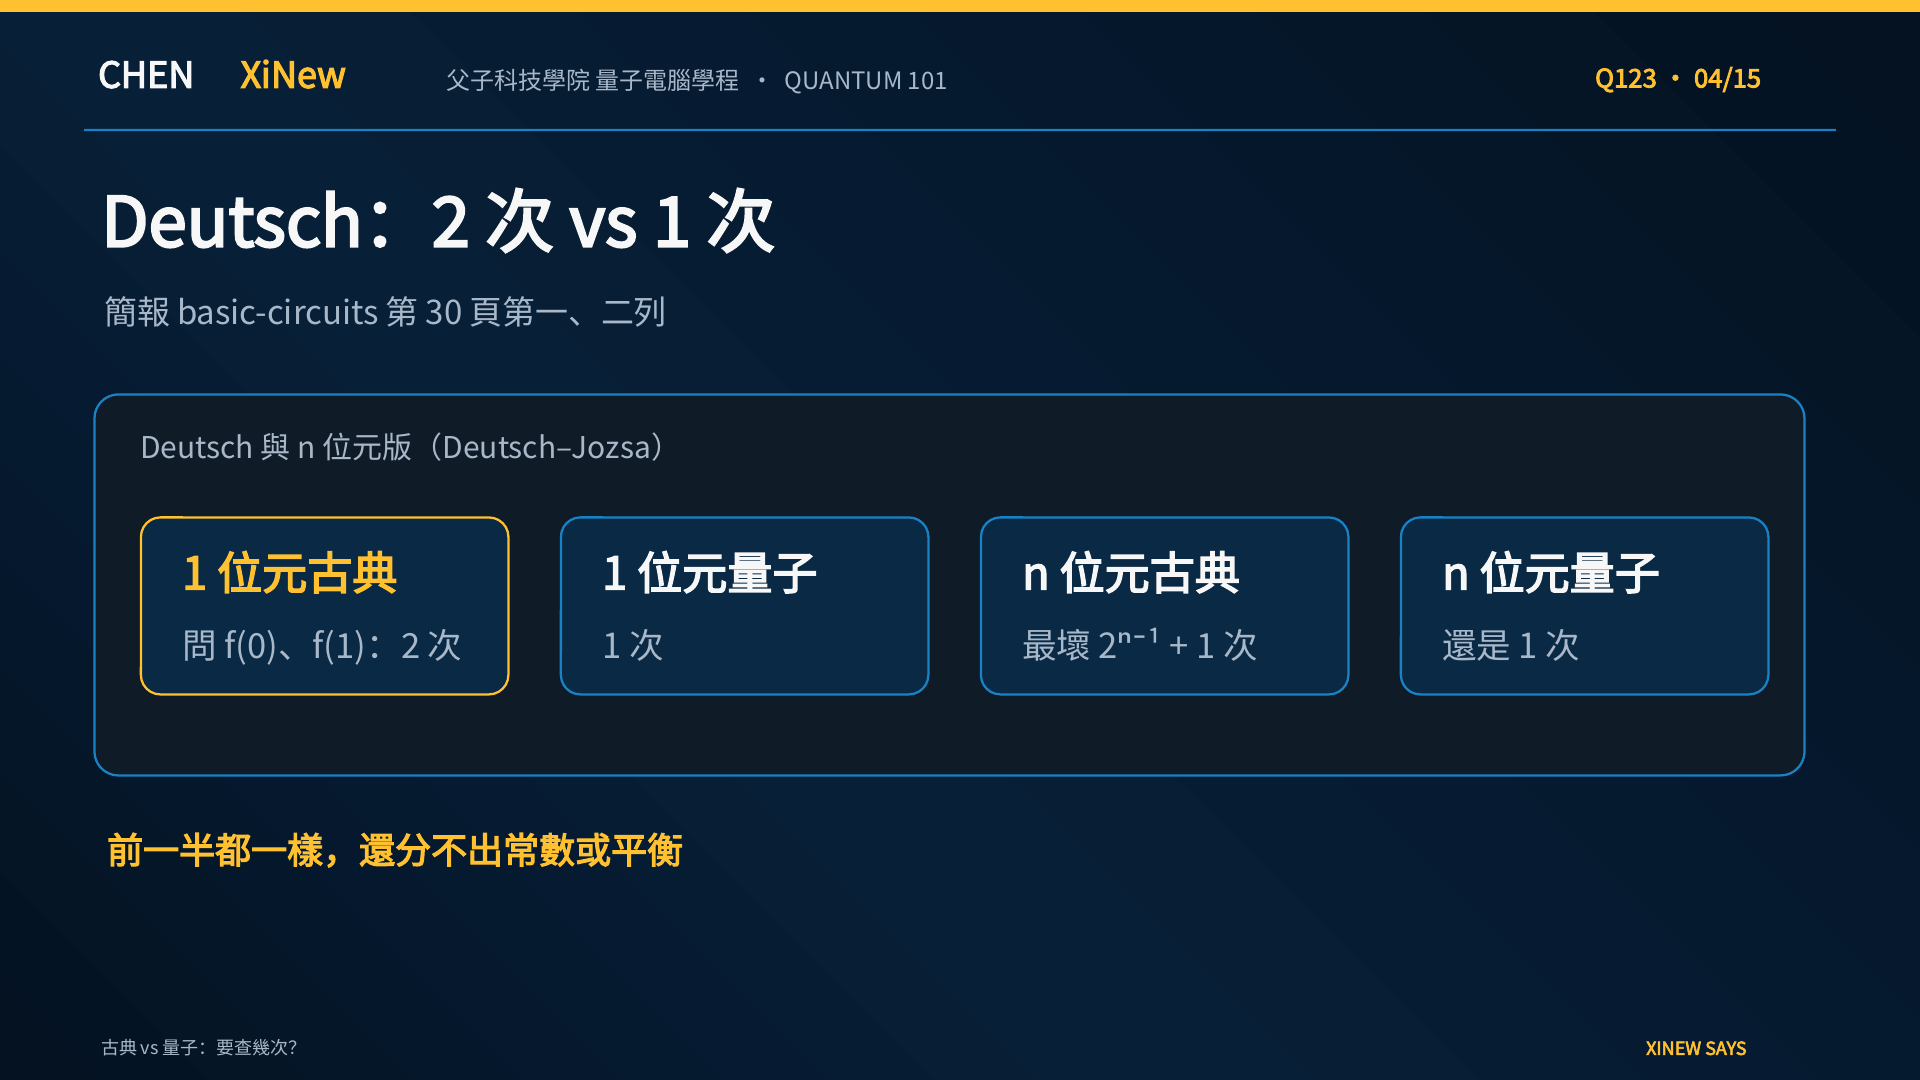 CHEN XiNew 父子科技學院 量子電腦學程 · QUANTUM 101 Q123 · 04/15
Deutsch：2 次 vs 1 次
簡報 basic-circuits 第 30 頁第一、二列
Deutsch 與 n 位元版（Deutsch–Jozsa）
1 位元古典
問 f(0)、f(1)：2 次
1 位元量子
1 次
n 位元古典
最壞 2ⁿ⁻¹ + 1 次
n 位元量子
還是 1 次
前一半都一樣，還分不出常數或平衡
古典 vs 量子：要查幾次？
XINEW SAYS